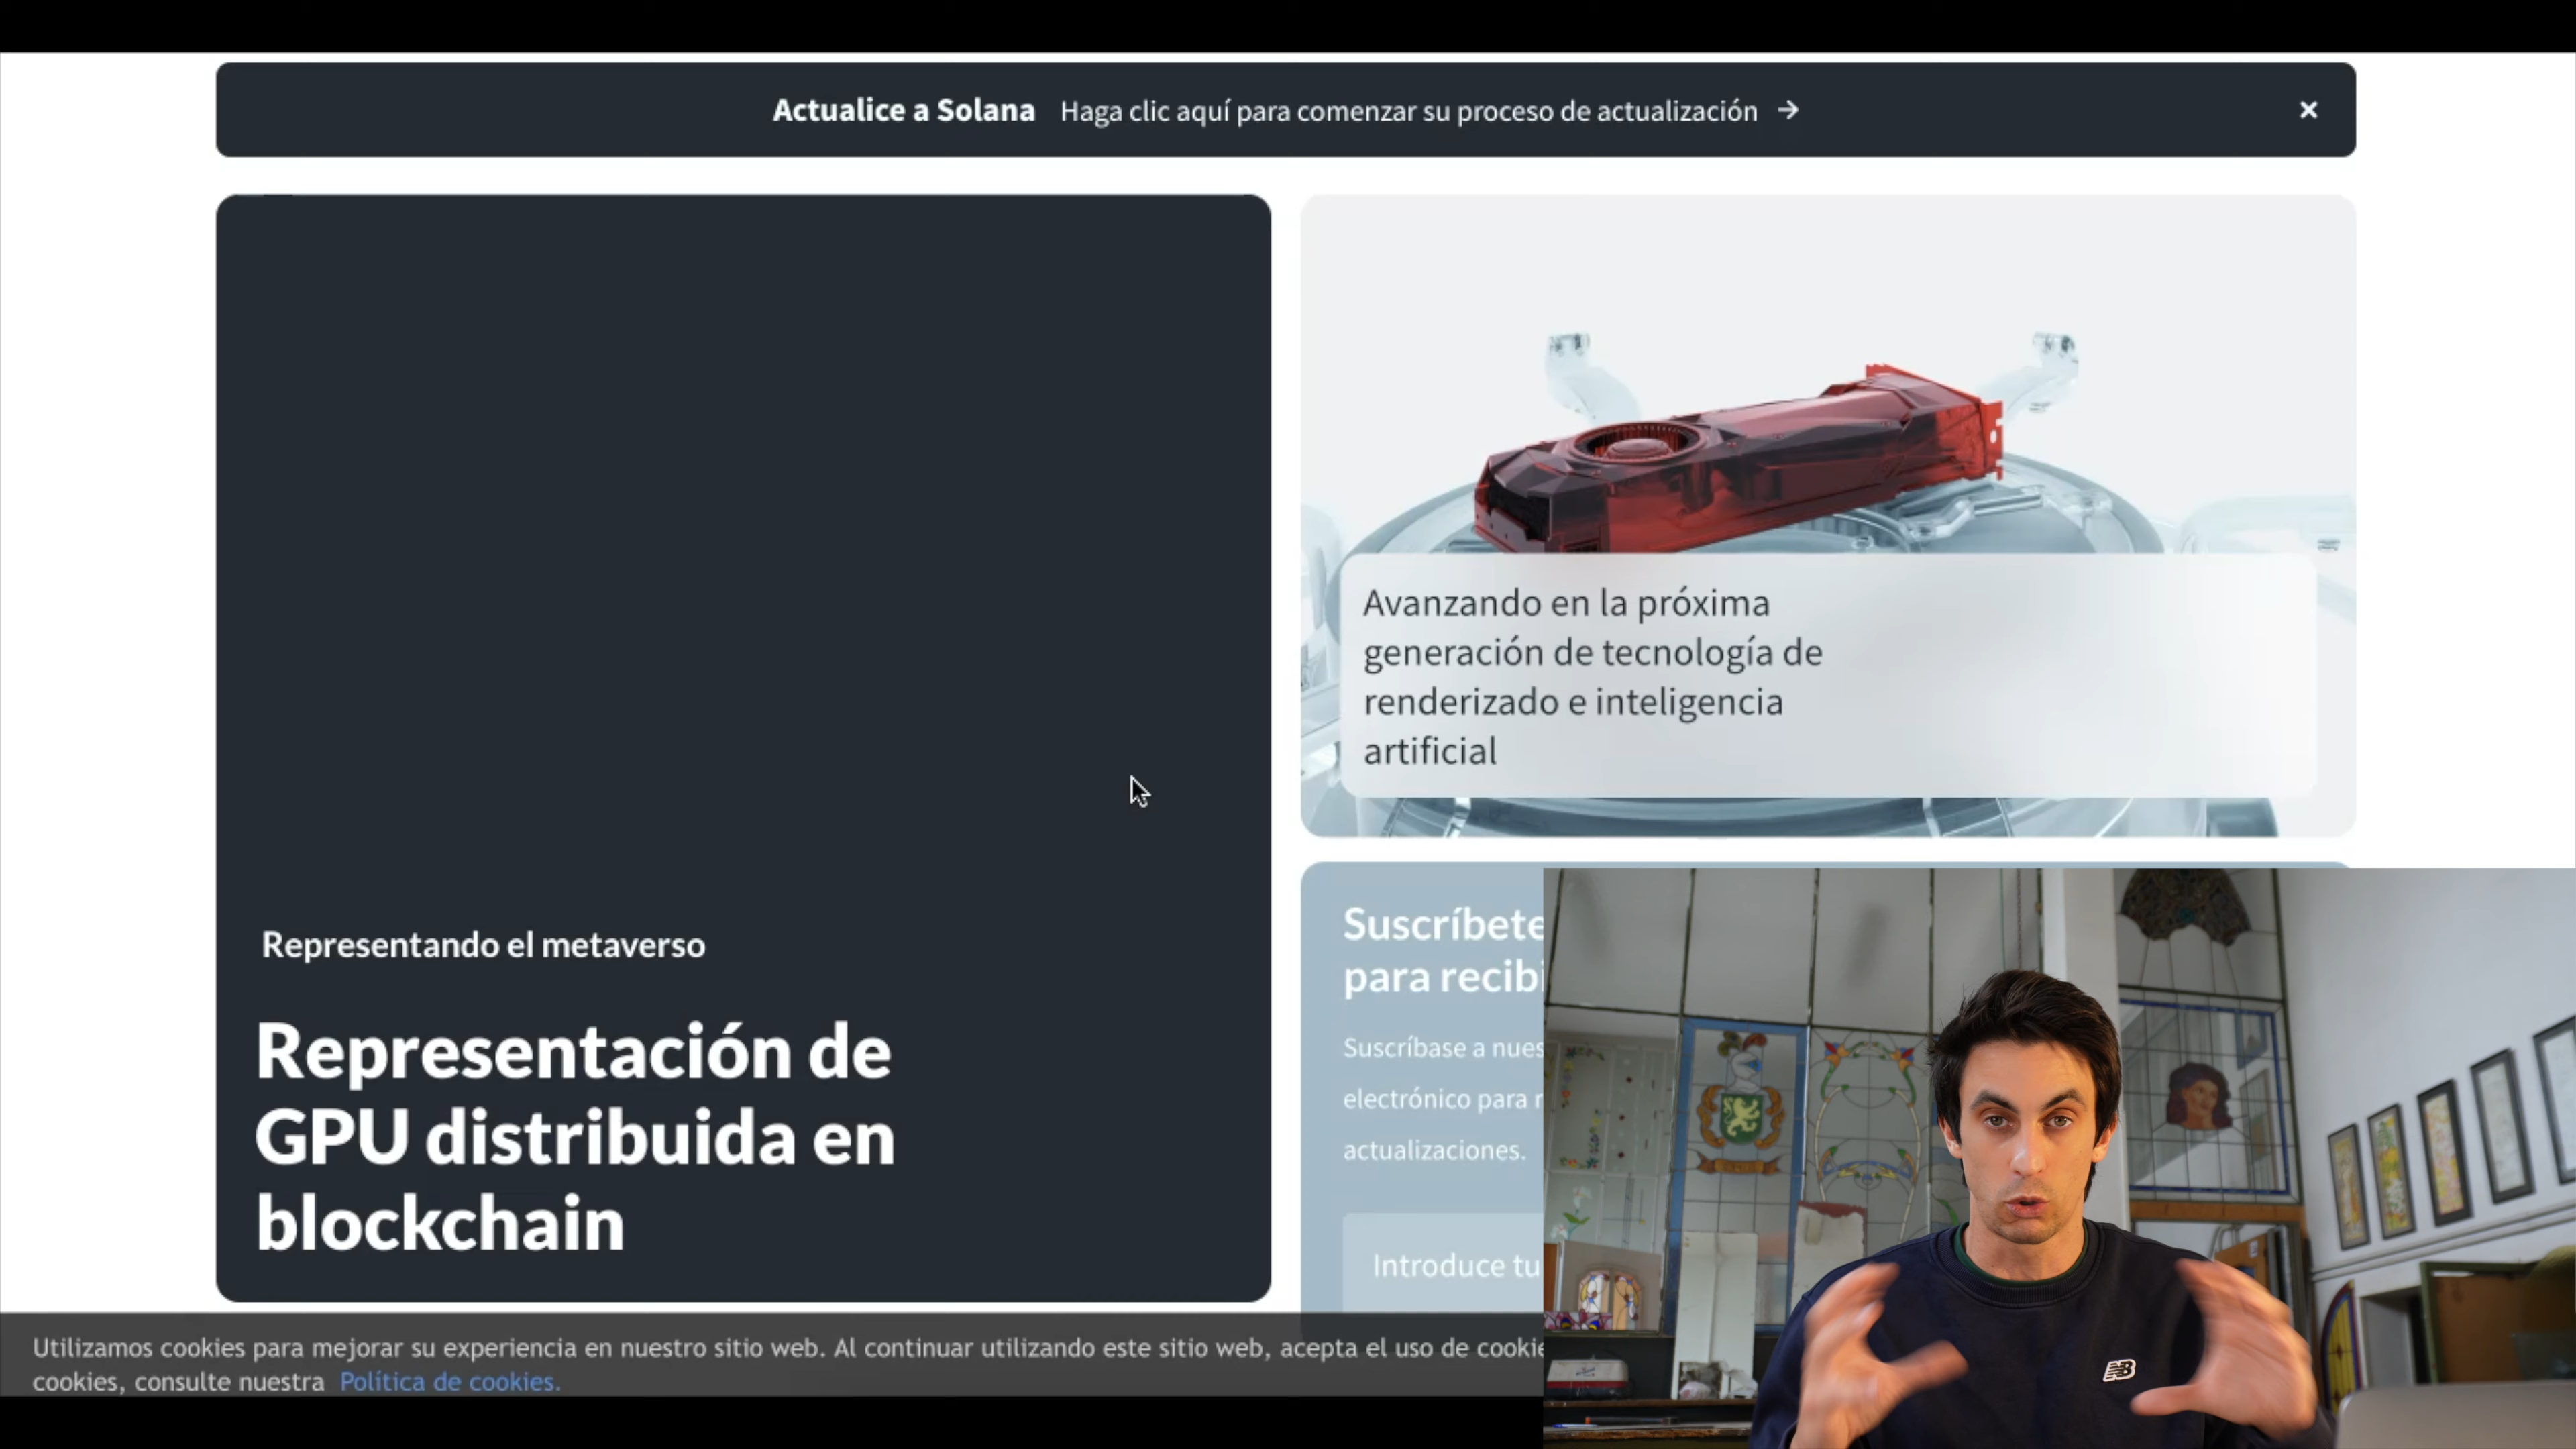 Actualice a Solana Haga clic aquí para comenzar su proceso de actualización →
Representando el metaverso
Representación de
GPU distribuida en
blockchain
Avanzando en la próxima
generación de tecnología de
renderizado e inteligencia
artificial
Suscríbete
para recibi
Suscríbase a nues
electrónico para
actualizaciones.
Introduce tu
Utilizamos cookies para mejorar su experiencia en nuestro sitio web. Al continuar utilizando este sitio web, acepta el uso de cookie
cookies, consulte nuestra Política de cookies.
NB